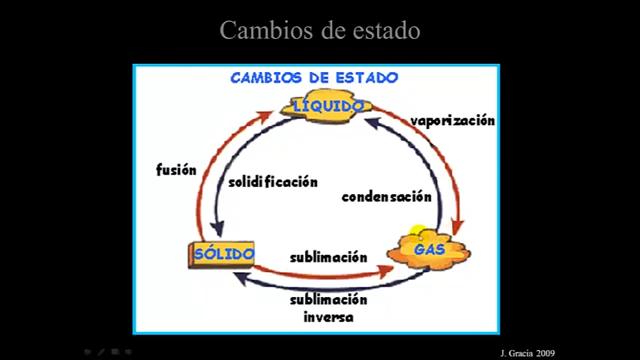 Cambios de estado
CAMBIOS DE ESTADO
LÍQUIDO
vaporización
fusión
solidificación
condensación
SÓLIDO
GAS
sublimación
sublimación
inversa
J. Gracia 2009